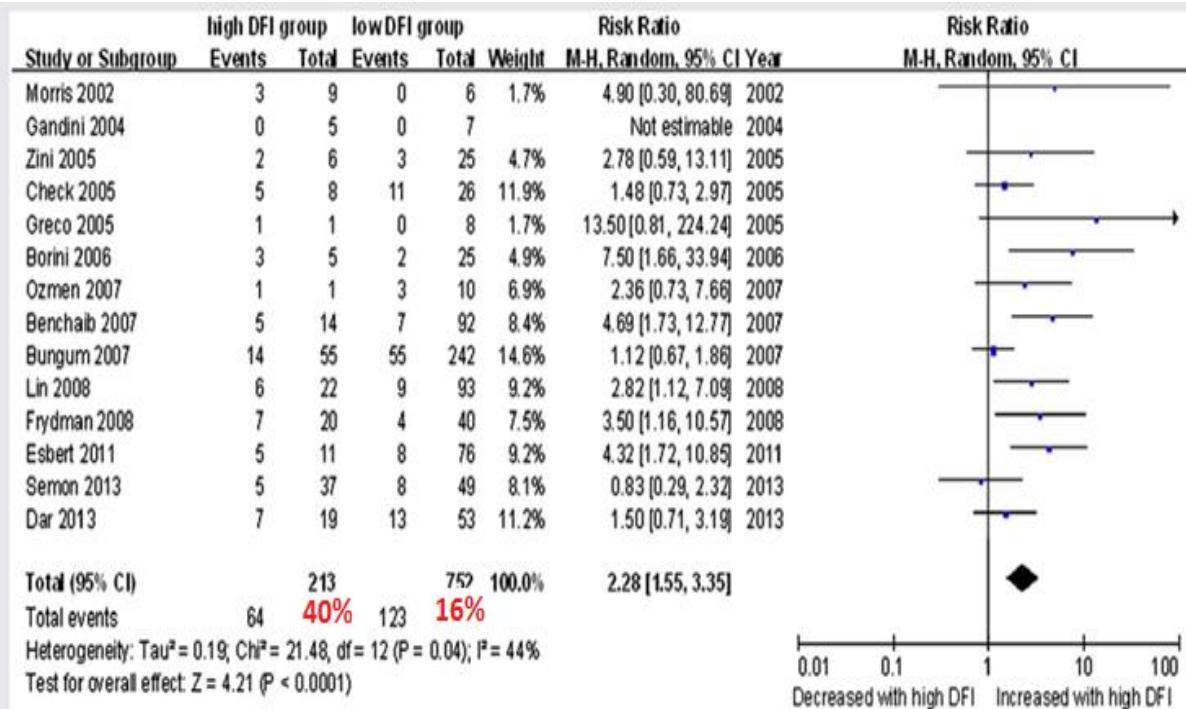 high DFI group low DFI group Risk Ratio Risk Ratio
Study or Subgroup Events Total Events Total Weight M-H, Random, 95% CI Year M-H, Random, 95% CI
Morris 2002 3 9 0 6 1.7% 4.90 [0.30, 80.69] 2002
Gandini 2004 0 5 0 7 Not estimable 2004
Zini 2005 2 6 3 25 4.7% 2.78 [0.59, 13.11] 2005
Check 2005 5 8 11 26 11.9% 1.48 [0.73, 2.97] 2005
Greco 2005 1 1 0 8 1.7% 13.50 [0.81, 224.24] 2005
Borini 2006 3 5 2 25 4.9% 7.50 [1.66, 33.94] 2006
Ozmen 2007 1 1 3 10 6.9% 2.36 [0.73, 7.66] 2007
Benchaib 2007 5 14 7 92 8.4% 4.69 [1.73, 12.77] 2007
Bungum 2007 14 55 55 242 14.6% 1.12 [0.67, 1.86] 2007
Lin 2008 6 22 9 93 9.2% 2.82 [1.12, 7.09] 2008
Frydman 2008 7 20 4 40 7.5% 3.50 [1.16, 10.57] 2008
Esbert 2011 5 11 8 76 9.2% 4.32 [1.72, 10.85] 2011
Semon 2013 5 37 8 49 8.1% 0.83 [0.29, 2.32] 2013
Dar 2013 7 19 13 53 11.2% 1.50 [0.71, 3.19] 2013
Total (95% CI) 213 752 100.0% 2.28 [1.55, 3.35]
Total events 64 40% 123 16%
Heterogeneity: Tau² = 0.19; Chi² = 21.48, df = 12 (P = 0.04); I² = 44%
Test for overall effect: Z = 4.21 (P < 0.0001)
0.01 0.1 1 10 100
Decreased with high DFI Increased with high DFI